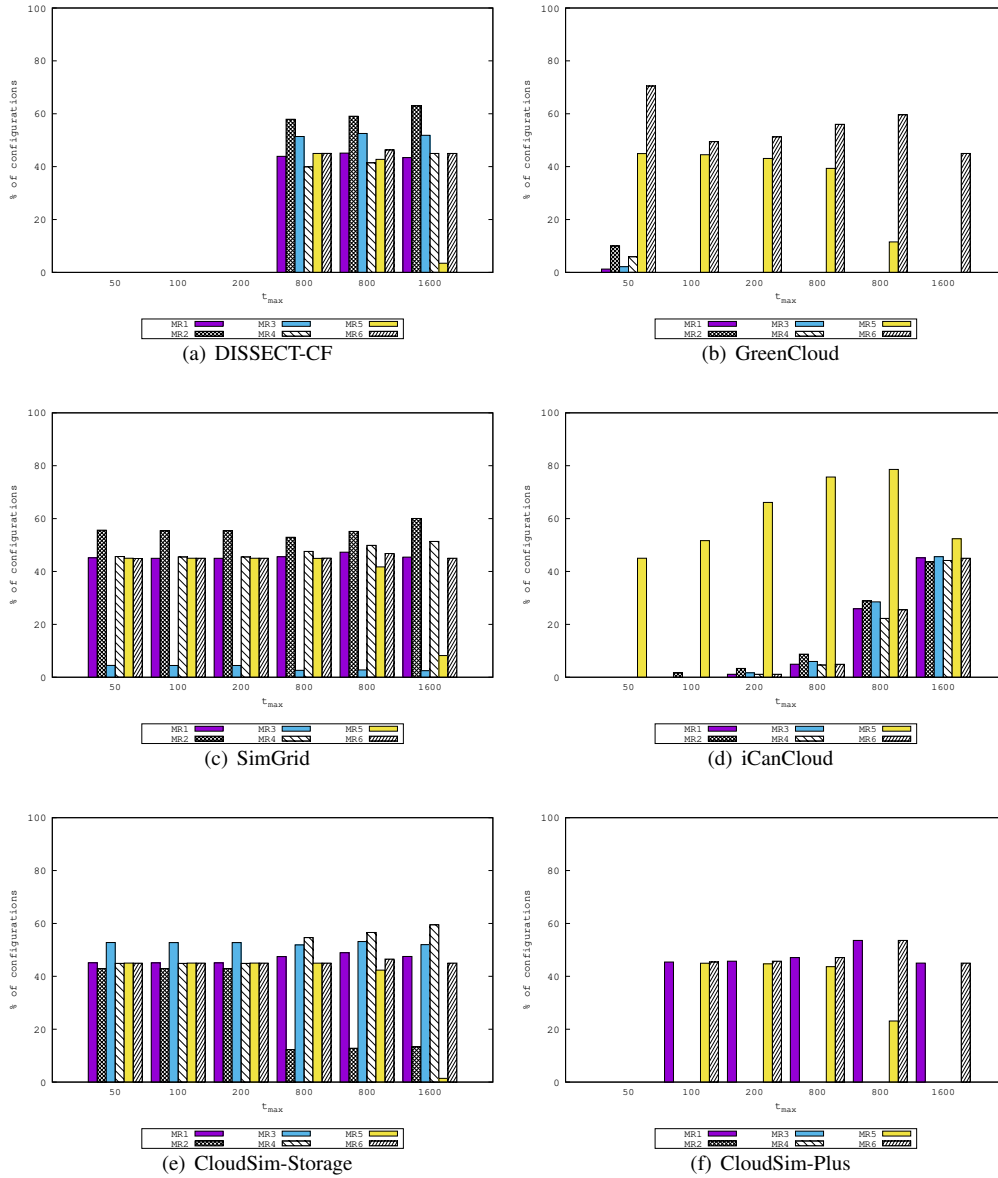 100
80
60
40
20
0
% of configurations
50 100 200 800 800 1600
t_max
MR1 MR3 MR5
MR2 MR4 MR6
(a) DISSECT-CF
100
80
60
40
20
0
% of configurations
50 100 200 800 800 1600
t_max
MR1 MR3 MR5
MR2 MR4 MR6
(b) GreenCloud
100
80
60
40
20
0
% of configurations
50 100 200 800 800 1600
t_max
MR1 MR3 MR5
MR2 MR4 MR6
(c) SimGrid
100
80
60
40
20
0
% of configurations
50 100 200 800 800 1600
t_max
MR1 MR3 MR5
MR2 MR4 MR6
(d) iCanCloud
100
80
60
40
20
0
% of configurations
50 100 200 800 800 1600
t_max
MR1 MR3 MR5
MR2 MR4 MR6
(e) CloudSim-Storage
100
80
60
40
20
0
% of configurations
50 100 200 800 800 1600
t_max
MR1 MR3 MR5
MR2 MR4 MR6
(f) CloudSim-Plus